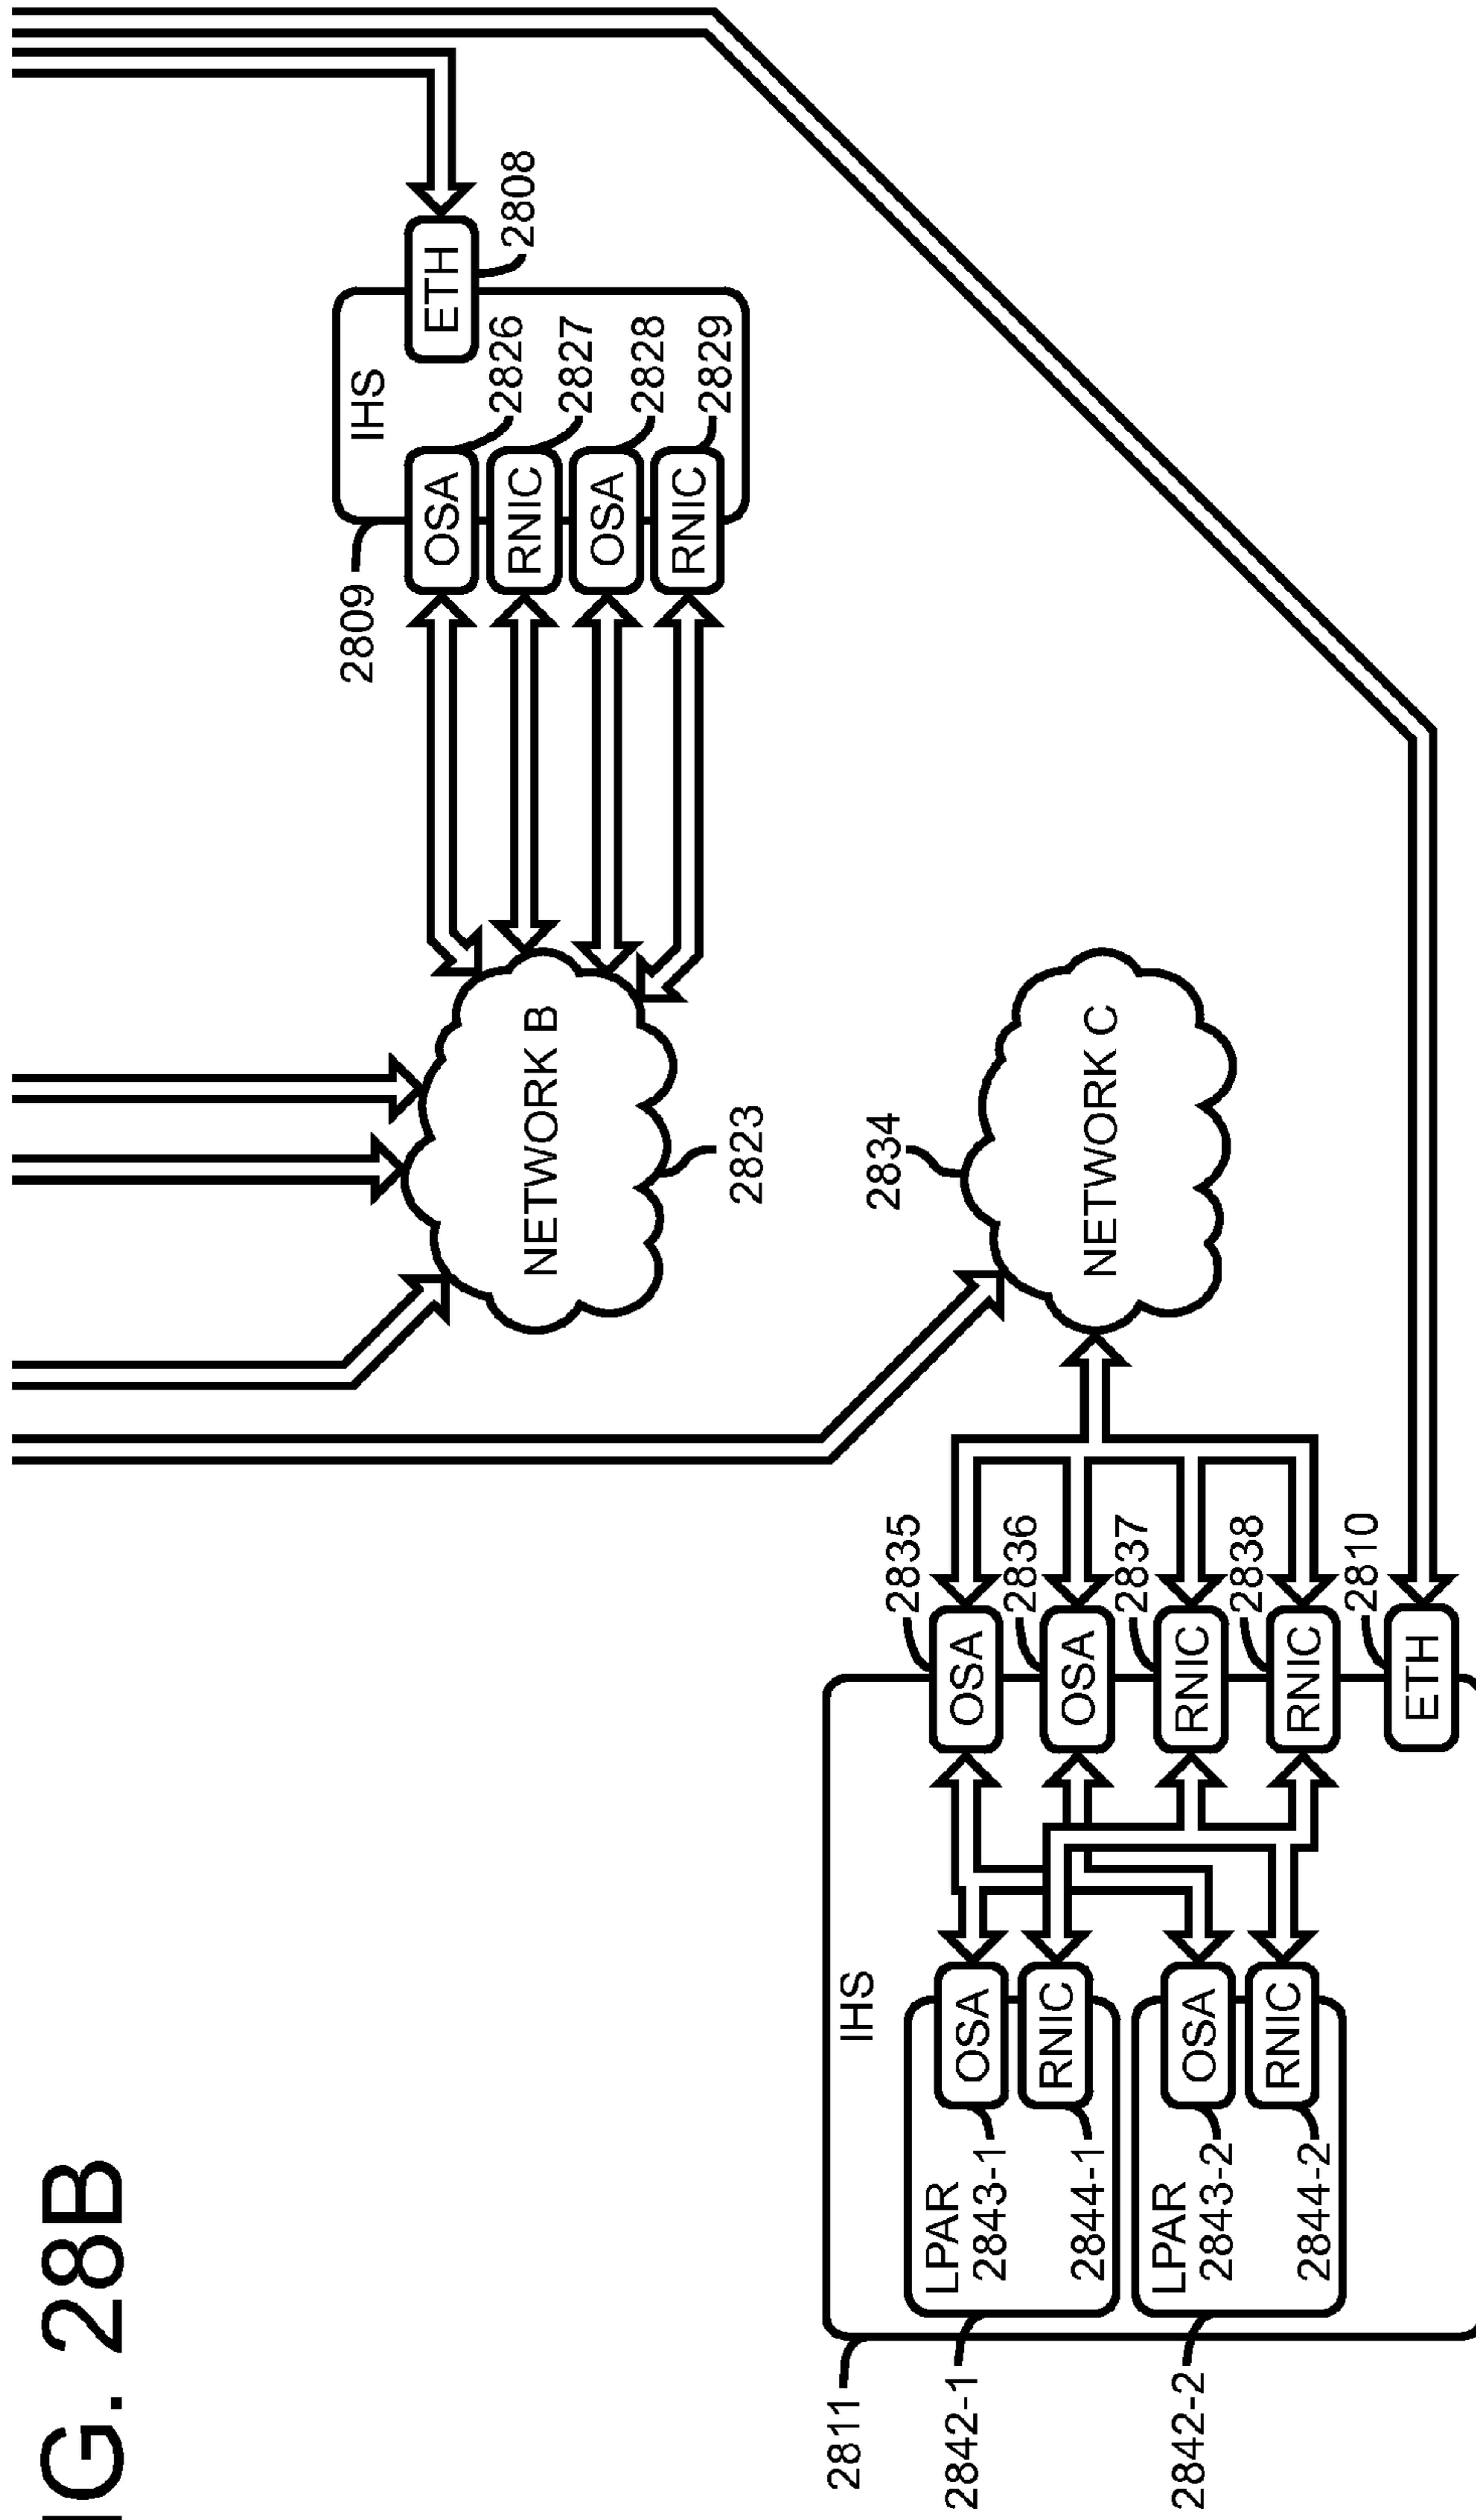 IG. 28B
2809
IHS
ETH
2808
OSA
2826
RNIC
2827
OSA
2828
RNIC
2829
NETWORK B
2823
2834
NETWORK C
2811
IHS
OSA
2835
OSA
2836
RNIC
2837
RNIC
2838
ETH
2810
2842-1
LPAR
OSA
2843-1
RNIC
2844-1
2842-2
LPAR
OSA
2843-2
RNIC
2844-2